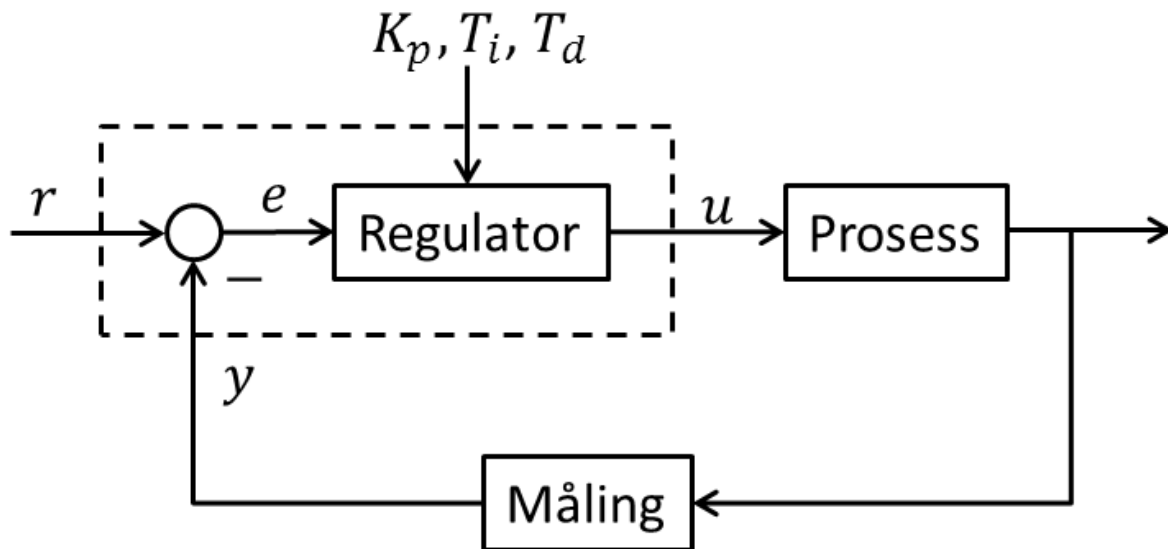 K_p, T_i, T_d
r
e
Regulator
u
Prosess
−
y
Måling